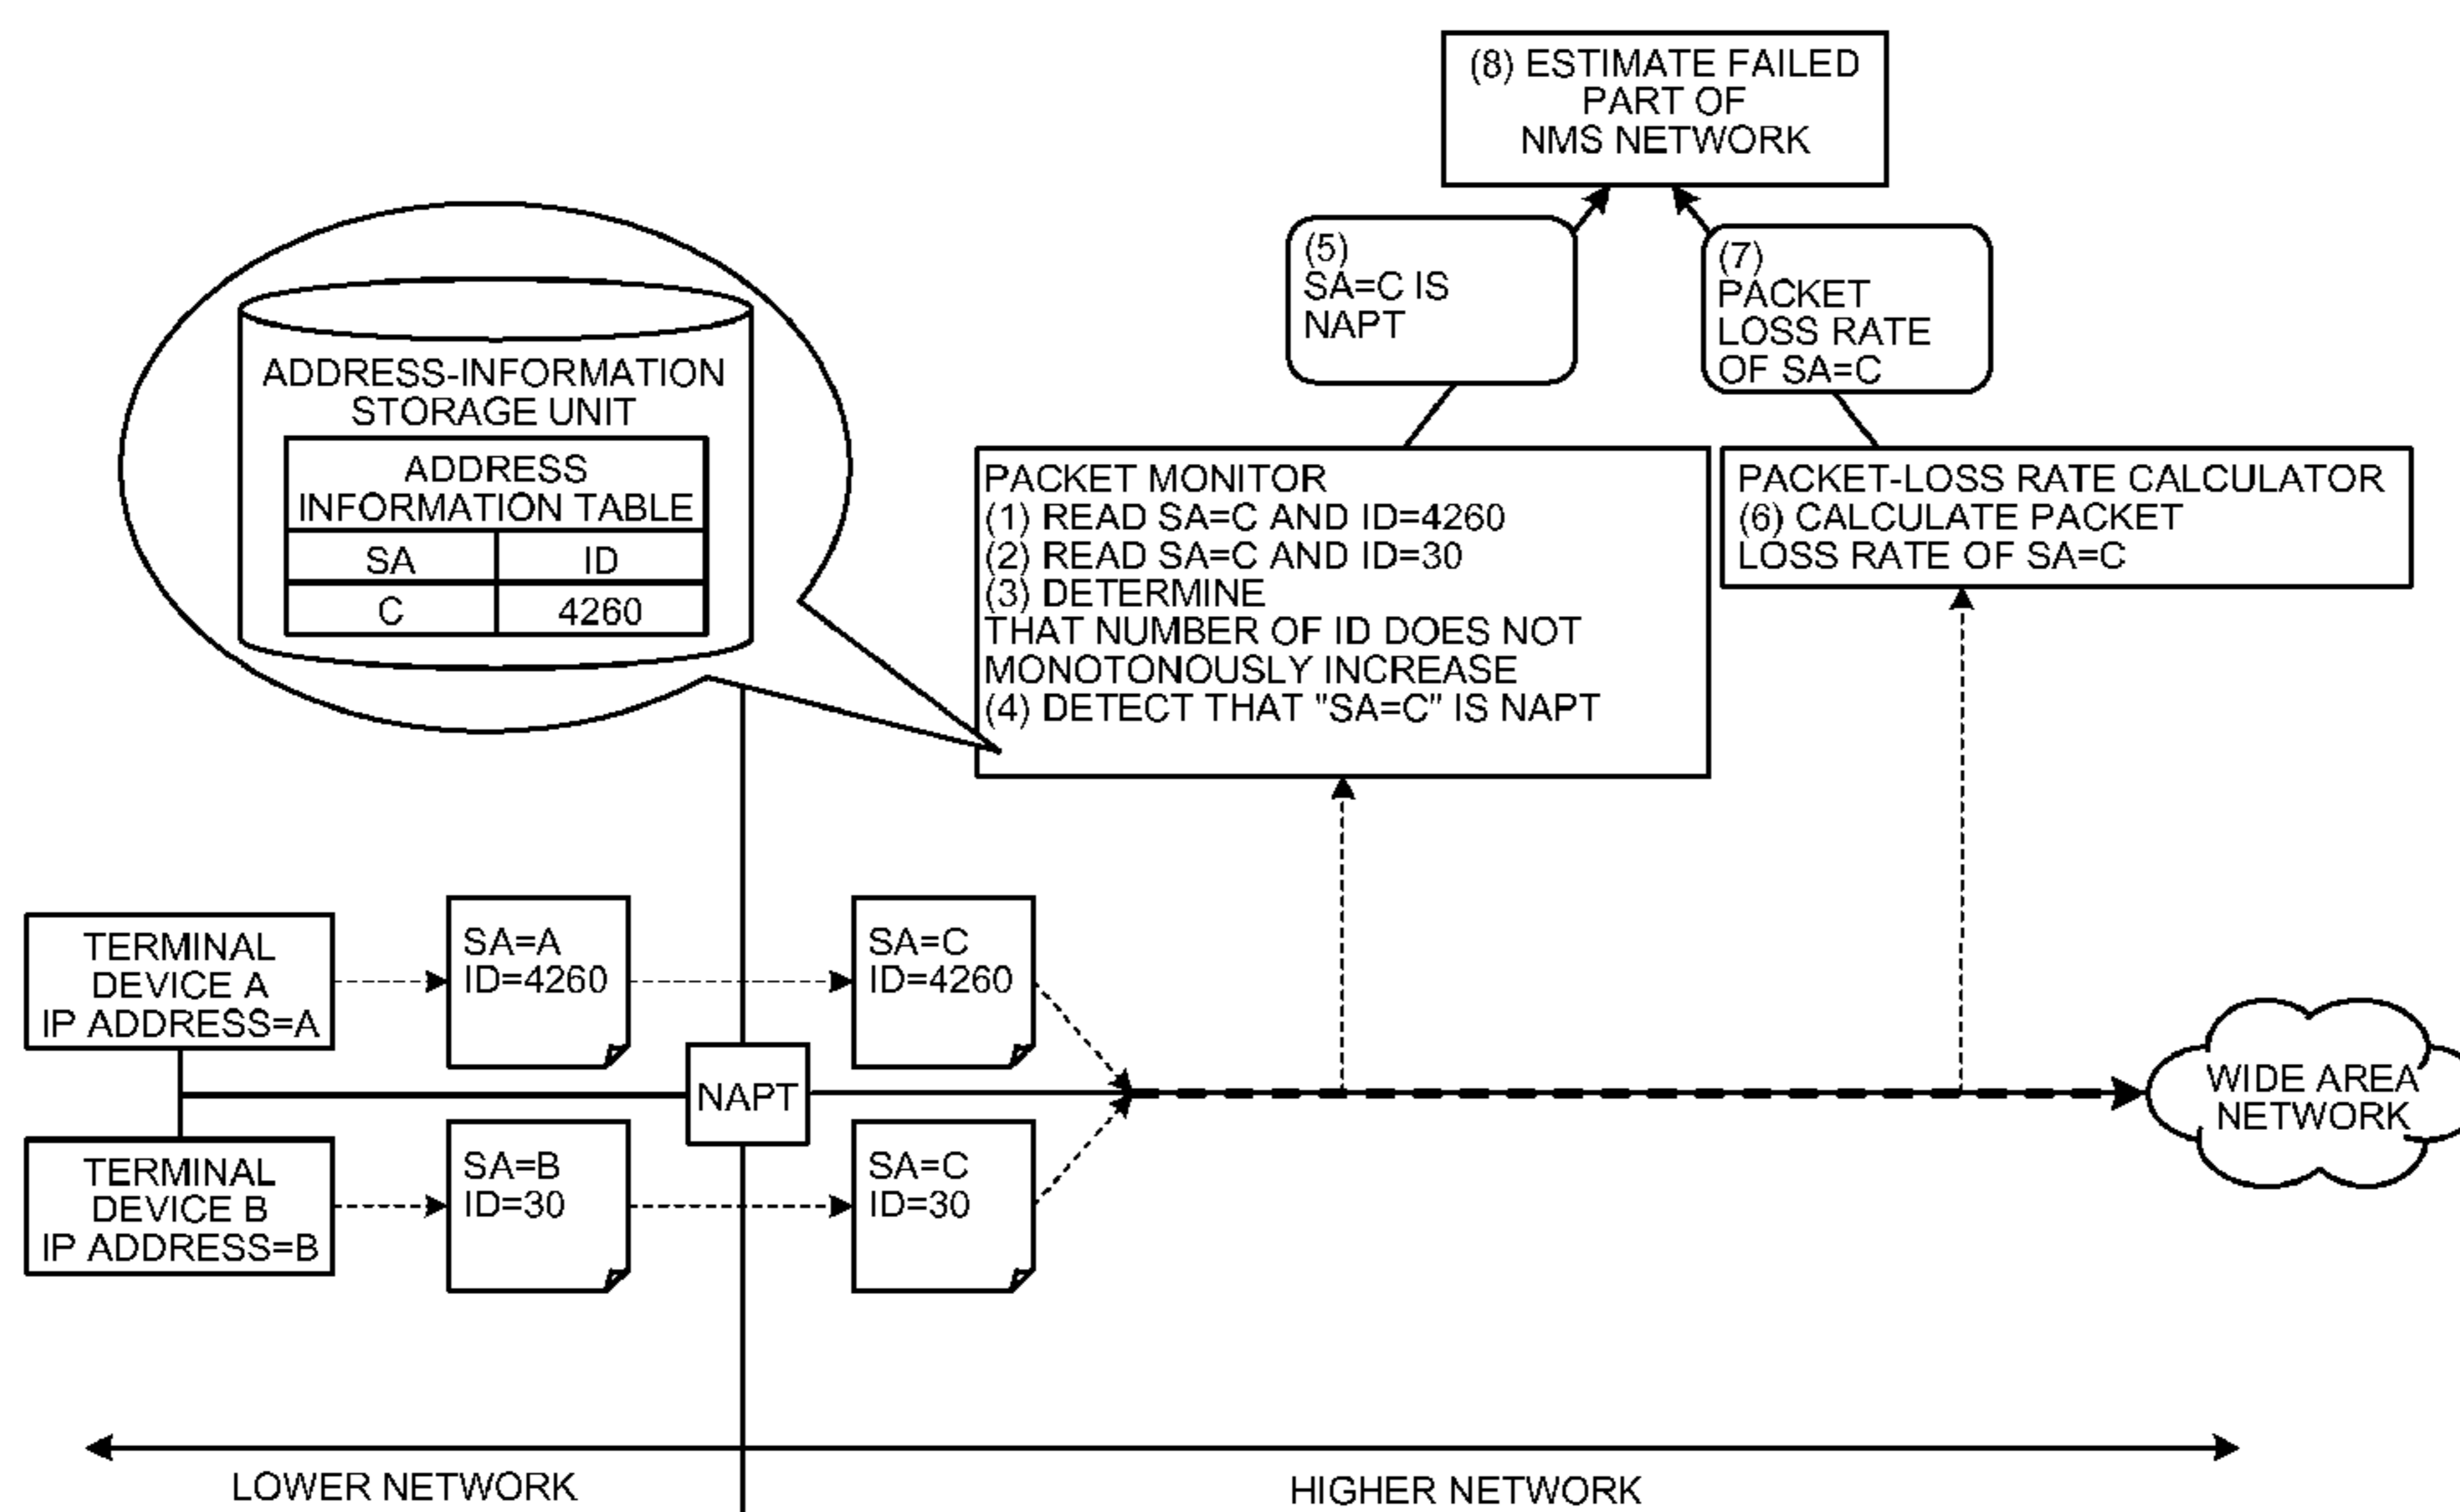 (8) ESTIMATE FAILED
PART OF
NMS NETWORK
(5)
SA=C IS
NAPT
(7)
PACKET
LOSS RATE
OF SA=C
ADDRESS-INFORMATION
STORAGE UNIT
ADDRESS
INFORMATION TABLE
SA ID
C 4260
PACKET MONITOR
(1) READ SA=C AND ID=4260
(2) READ SA=C AND ID=30
(3) DETERMINE
THAT NUMBER OF ID DOES NOT
MONOTONOUSLY INCREASE
(4) DETECT THAT "SA=C" IS NAPT
PACKET-LOSS RATE CALCULATOR
(6) CALCULATE PACKET
LOSS RATE OF SA=C
TERMINAL
DEVICE A
IP ADDRESS=A
SA=A
ID=4260
SA=C
ID=4260
NAPT
WIDE AREA
NETWORK
TERMINAL
DEVICE B
IP ADDRESS=B
SA=B
ID=30
SA=C
ID=30
LOWER NETWORK
HIGHER NETWORK